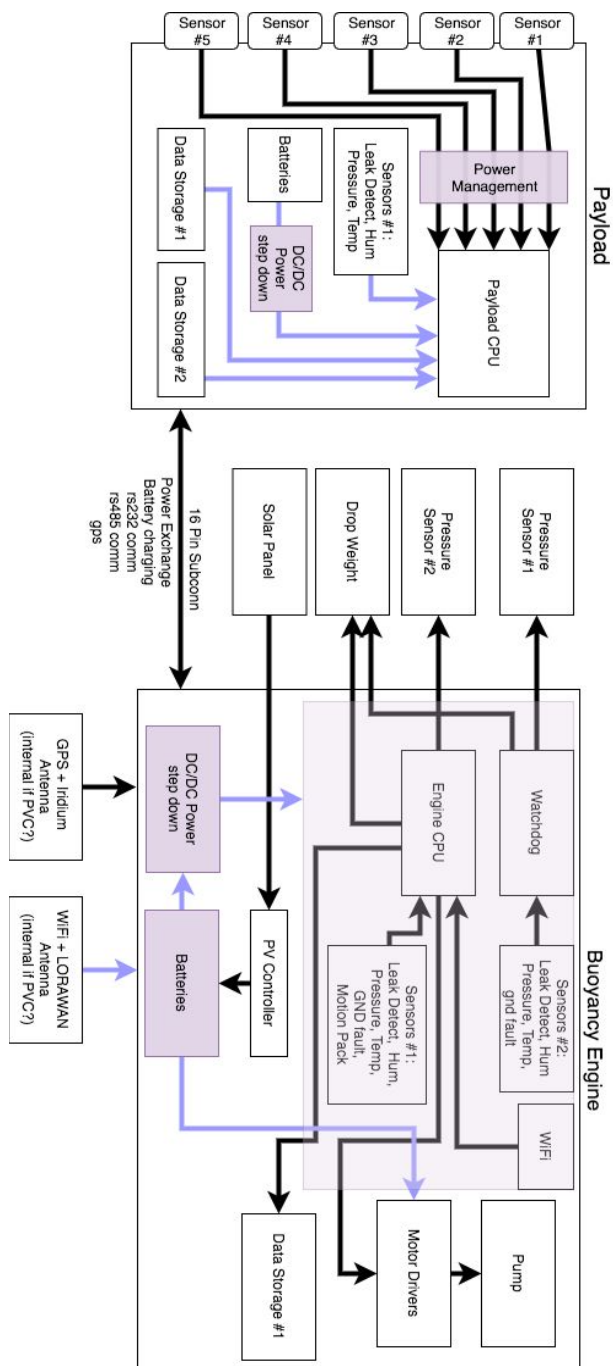 Payload
Sensor
#1
Sensor
#2
Sensor
#3
Sensor
#4
Sensor
#5
Power
Management
Payload CPU
Sensors #1:
Leak Detect, Hum
Pressure, Temp
Batteries
DC/DC
Power
step down
Data Storage #1
Data Storage #2
16 Pin Subconn
Power Exchange
Battery charging
rs232 comm
rs485 comm
gps
Pressure
Sensor #1
Pressure
Sensor #2
Drop Weight
Solar Panel
Buoyancy Engine
Watchdog
Sensors #2:
Leak Detect, Hum
Pressure, Temp,
gnd fault
WiFi
Engine CPU
Sensors #1:
Leak Detect, Hum,
Pressure, Temp,
GND fault,
Motion Pack
Pump
Motor Drivers
Data Storage #1
PV Controller
DC/DC Power
step down
Batteries
GPS + Iridium
Antenna
(internal if PVC?)
WiFi + LORAWAN
Antenna
(internal if PVC?)